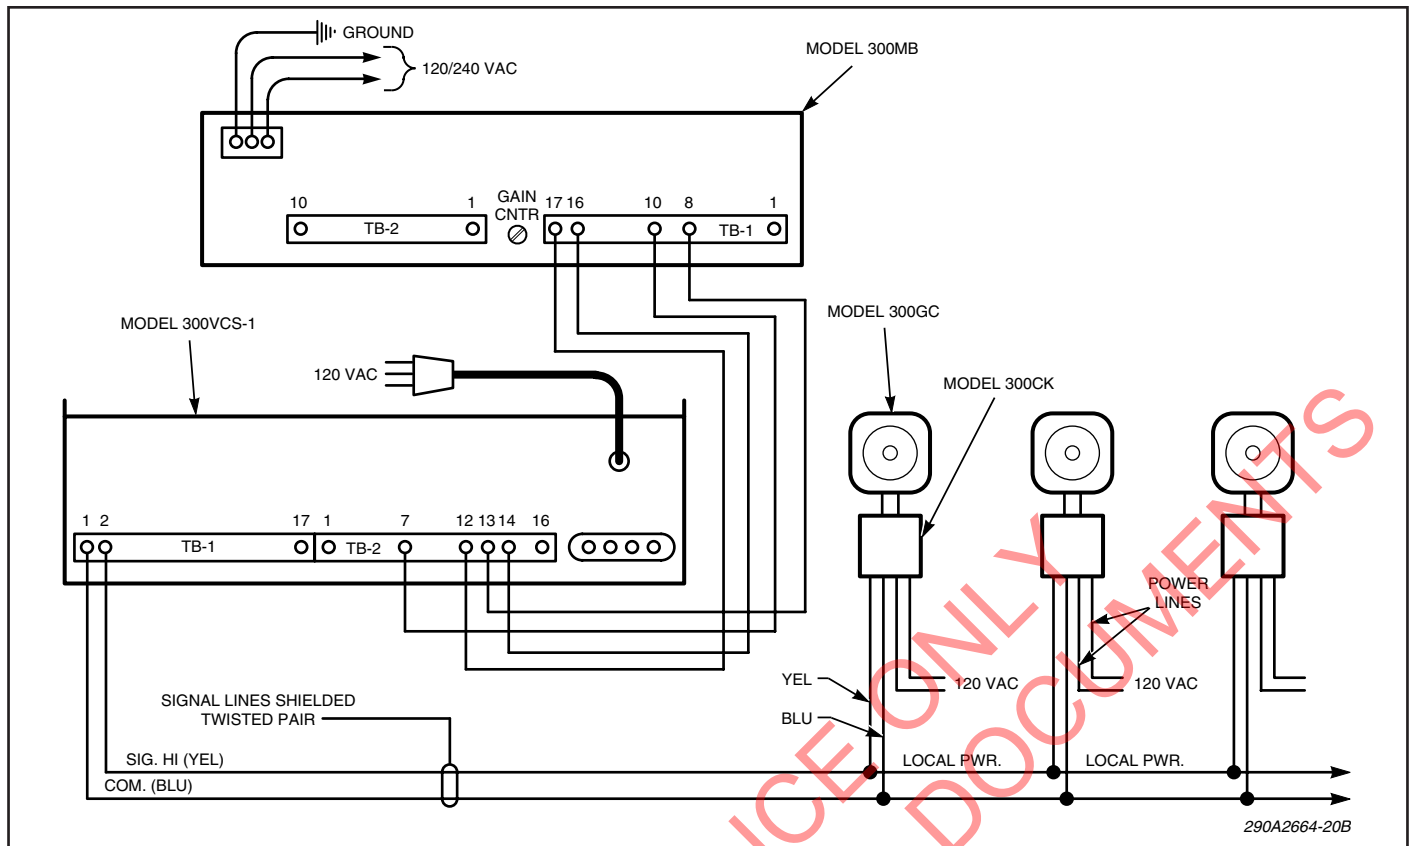 GROUND
120/240 VAC
MODEL 300MB
10
1
GAIN
CNTR
17 16
10
8
1
TB-2
TB-1
MODEL 300VCS-1
120 VAC
MODEL 300GC
MODEL 300CK
1 2
17
1
7
12 13 14
16
TB-1
TB-2
POWER
LINES
YEL
120 VAC
120 VAC
BLU
SIGNAL LINES SHIELDED
TWISTED PAIR
SIG. HI (YEL)
LOCAL PWR.
LOCAL PWR.
COM. (BLU)
290A2664-20B
ICE ONLY
DOCUMENTS